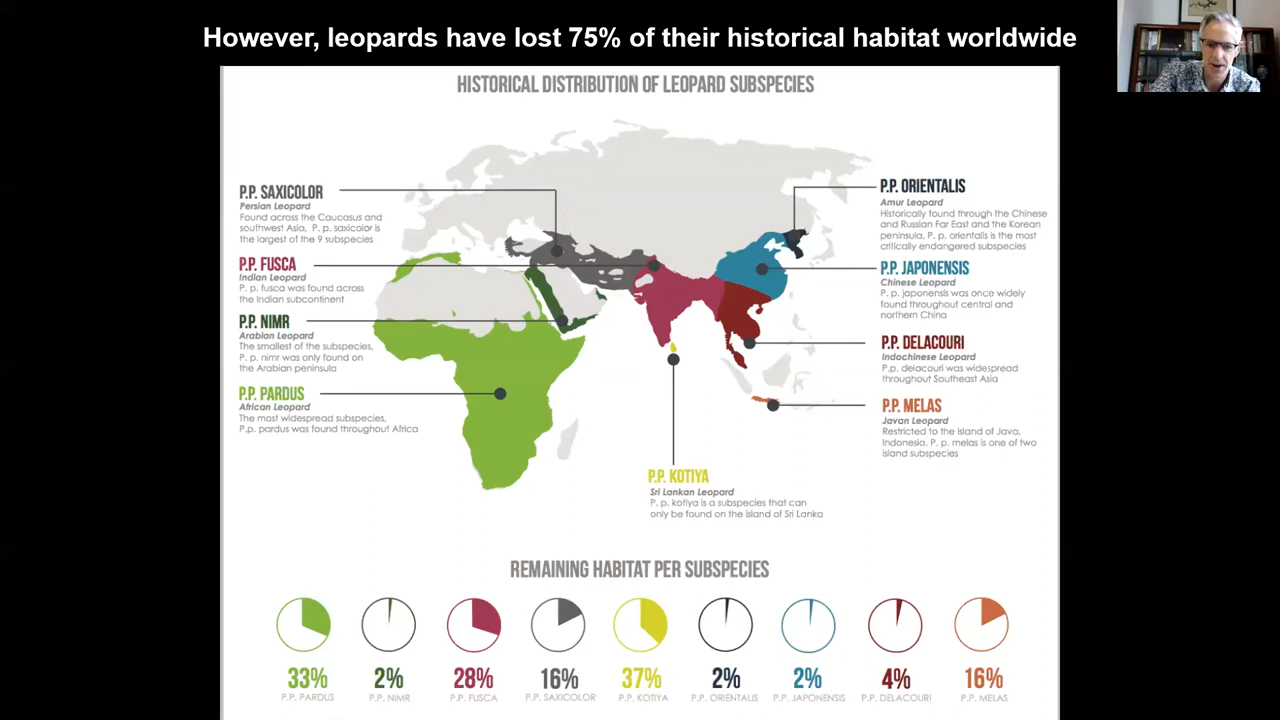 However, leopards have lost 75% of their historical habitat worldwide
HISTORICAL DISTRIBUTION OF LEOPARD SUBSPECIES
P.P. SAXICOLOR
Persian Leopard
Found across the Caucasus and
southwest Asia, P. p. saxicolor is
the largest of the 9 subspecies
P.P. FUSCA
Indian Leopard
P. p. fusca was found across
the Indian subcontinent
P.P. NIMR
Arabian Leopard
The smallest of the subspecies,
P. p. nimr was only found on
the Arabian peninsula
P.P. PARDUS
African Leopard
The most widespread subspecies,
P.p. pardus was found throughout Africa
P.P. ORIENTALIS
Amur Leopard
Historically found through the Chinese
and Russian Far East and the Korean
peninsula, P. p. orientalis is the most
critically endangered subspecies
P.P. JAPONENSIS
Chinese Leopard
P. p. japonensis was once widely
found throughout central and
northern China
P.P. DELACOURI
Indochinese Leopard
P.p. delacouri was widespread
throughout Southeast Asia
P.P. MELAS
Javan Leopard
Restricted to the island of Java,
Indonesia, P. p. melas is one of two
island subspecies
P.P. KOTIYA
Sri Lankan Leopard
P. p. kotiya is a subspecies that can
only be found on the island of Sri Lanka
REMAINING HABITAT PER SUBSPECIES
33% 2% 28% 16% 37% 2% 2% 4% 16%
P.P. PARDUS P.P. NIMR P.P. FUSCA P.P. SAXICOLOR P.P. KOTIYA P.P. ORIENTALIS P.P. JAPONENSIS P.P. DELACOURI P.P. MELAS